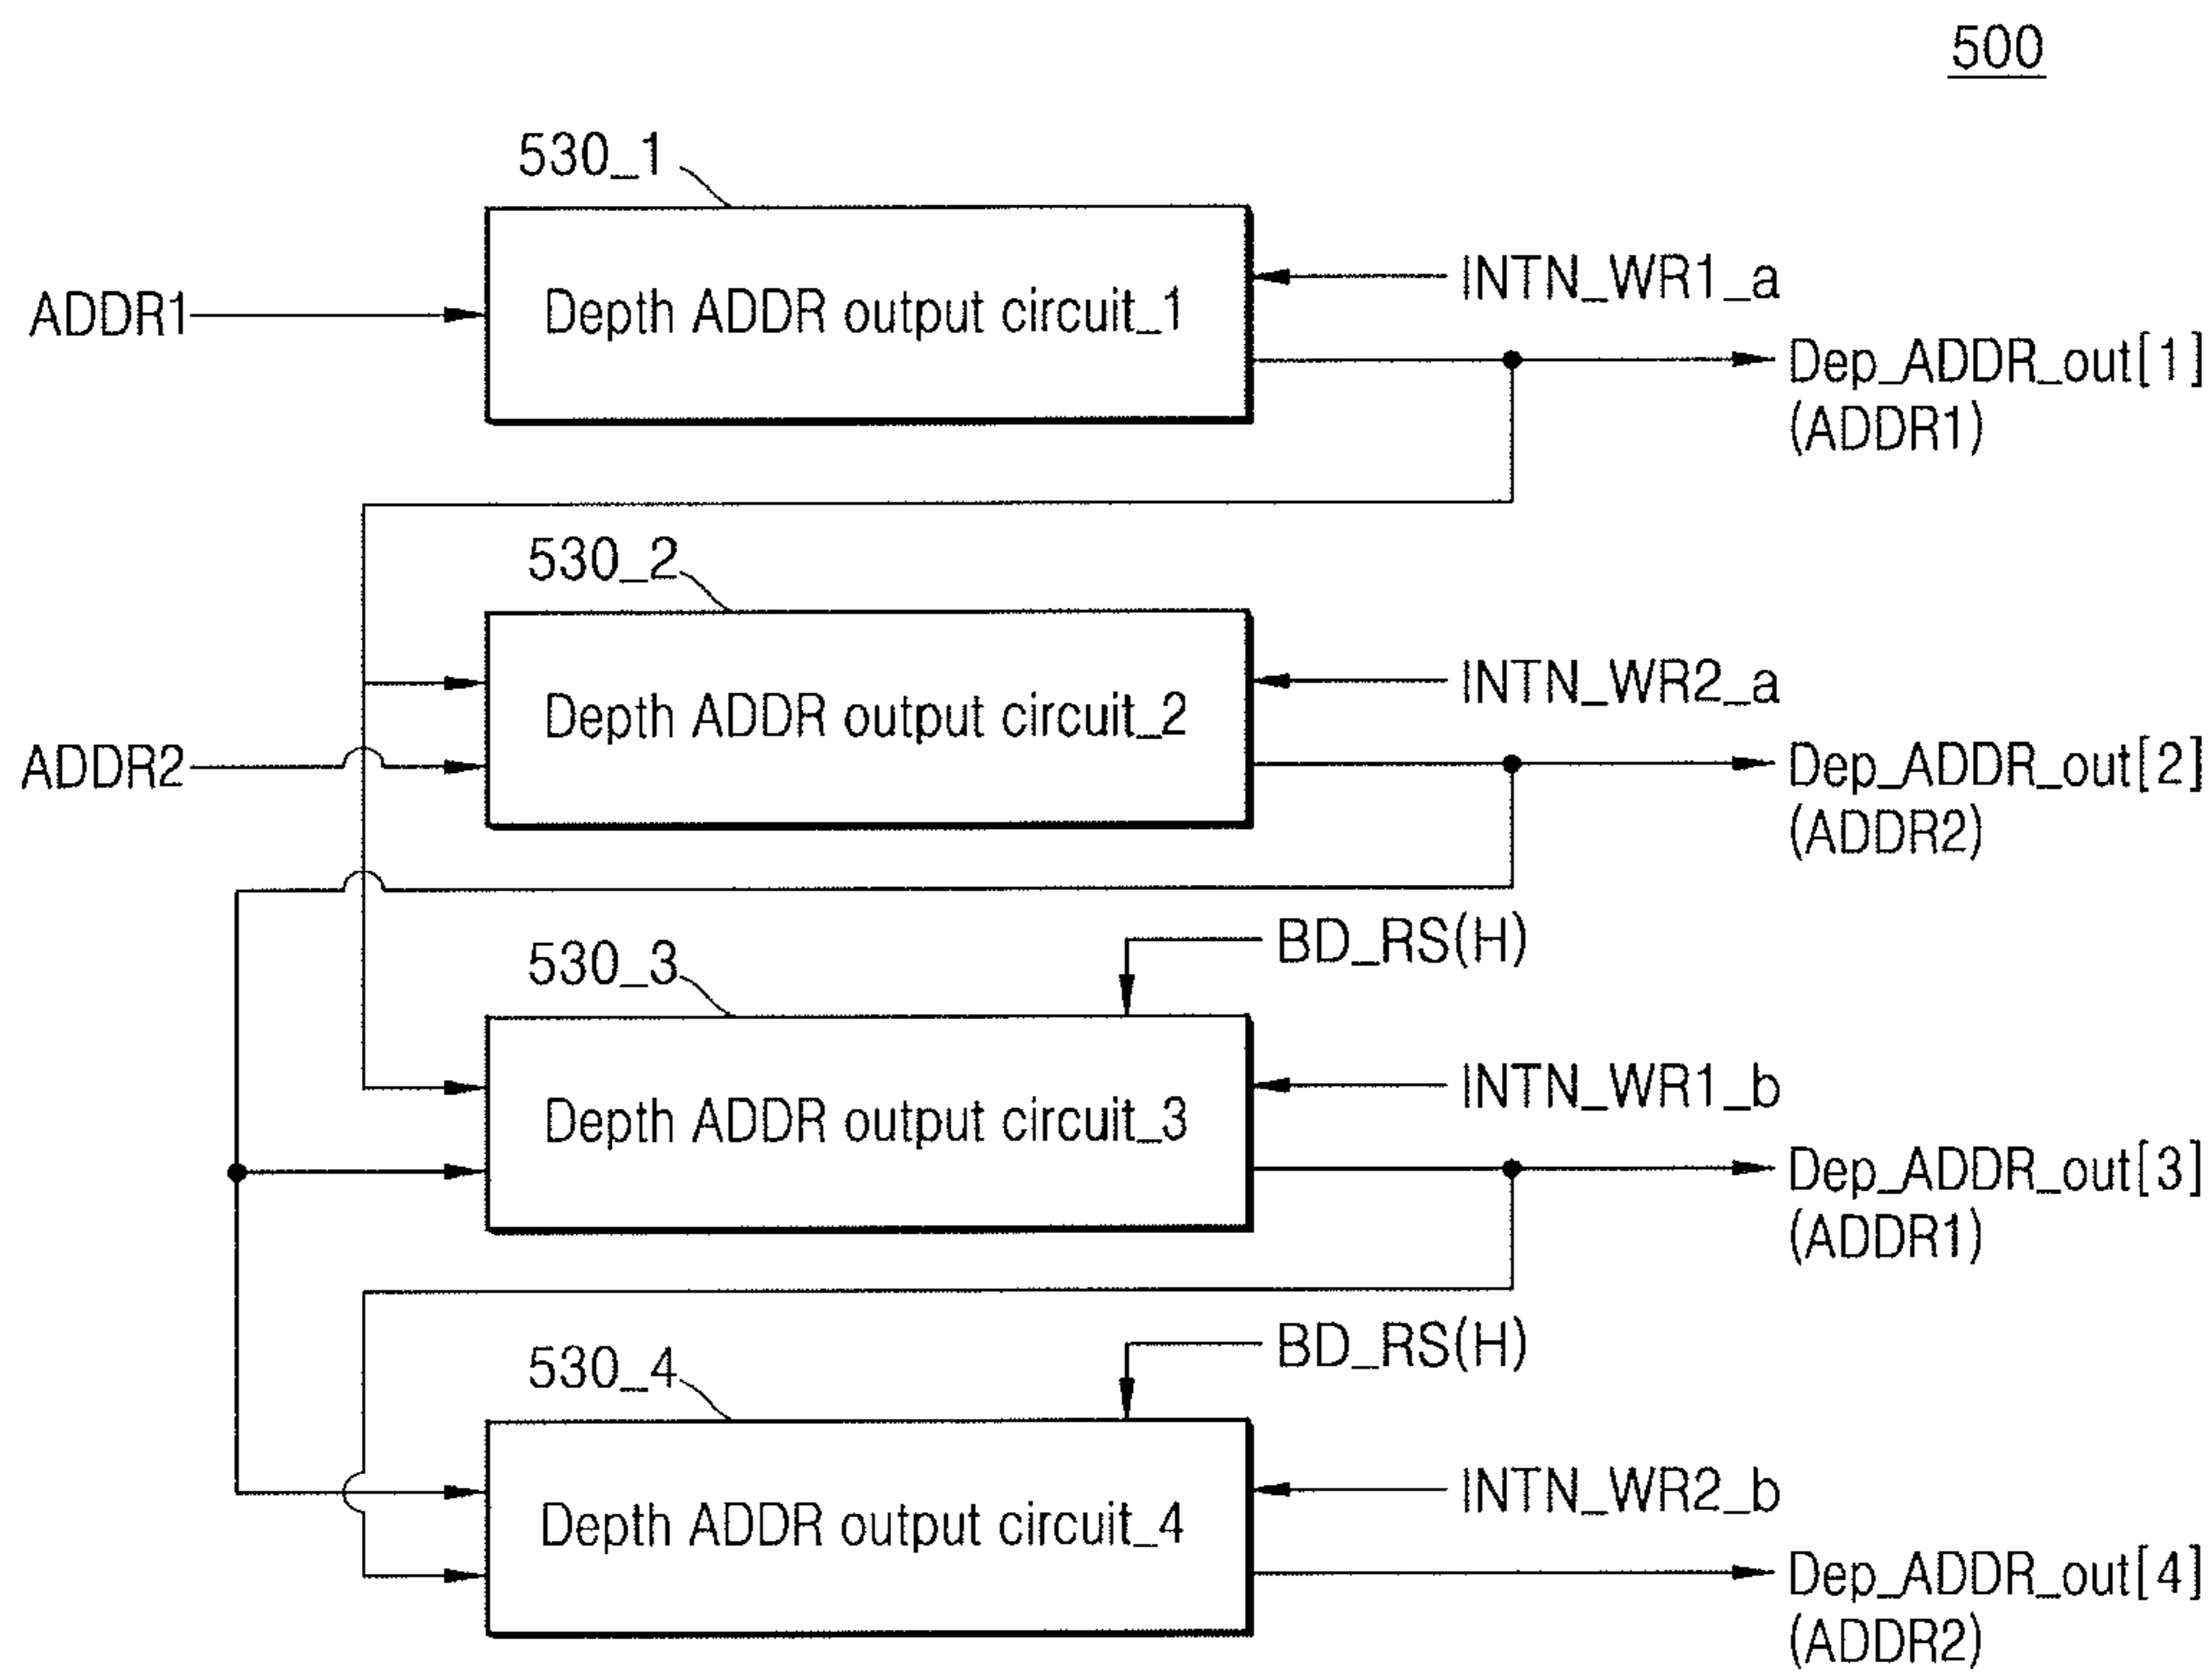 500
530_1
ADDR1
Depth ADDR output circuit_1
INTN_WR1_a
Dep_ADDR_out[1]
(ADDR1)
530_2
ADDR2
Depth ADDR output circuit_2
INTN_WR2_a
Dep_ADDR_out[2]
(ADDR2)
BD_RS(H)
530_3
Depth ADDR output circuit_3
INTN_WR1_b
Dep_ADDR_out[3]
(ADDR1)
BD_RS(H)
530_4
Depth ADDR output circuit_4
INTN_WR2_b
Dep_ADDR_out[4]
(ADDR2)